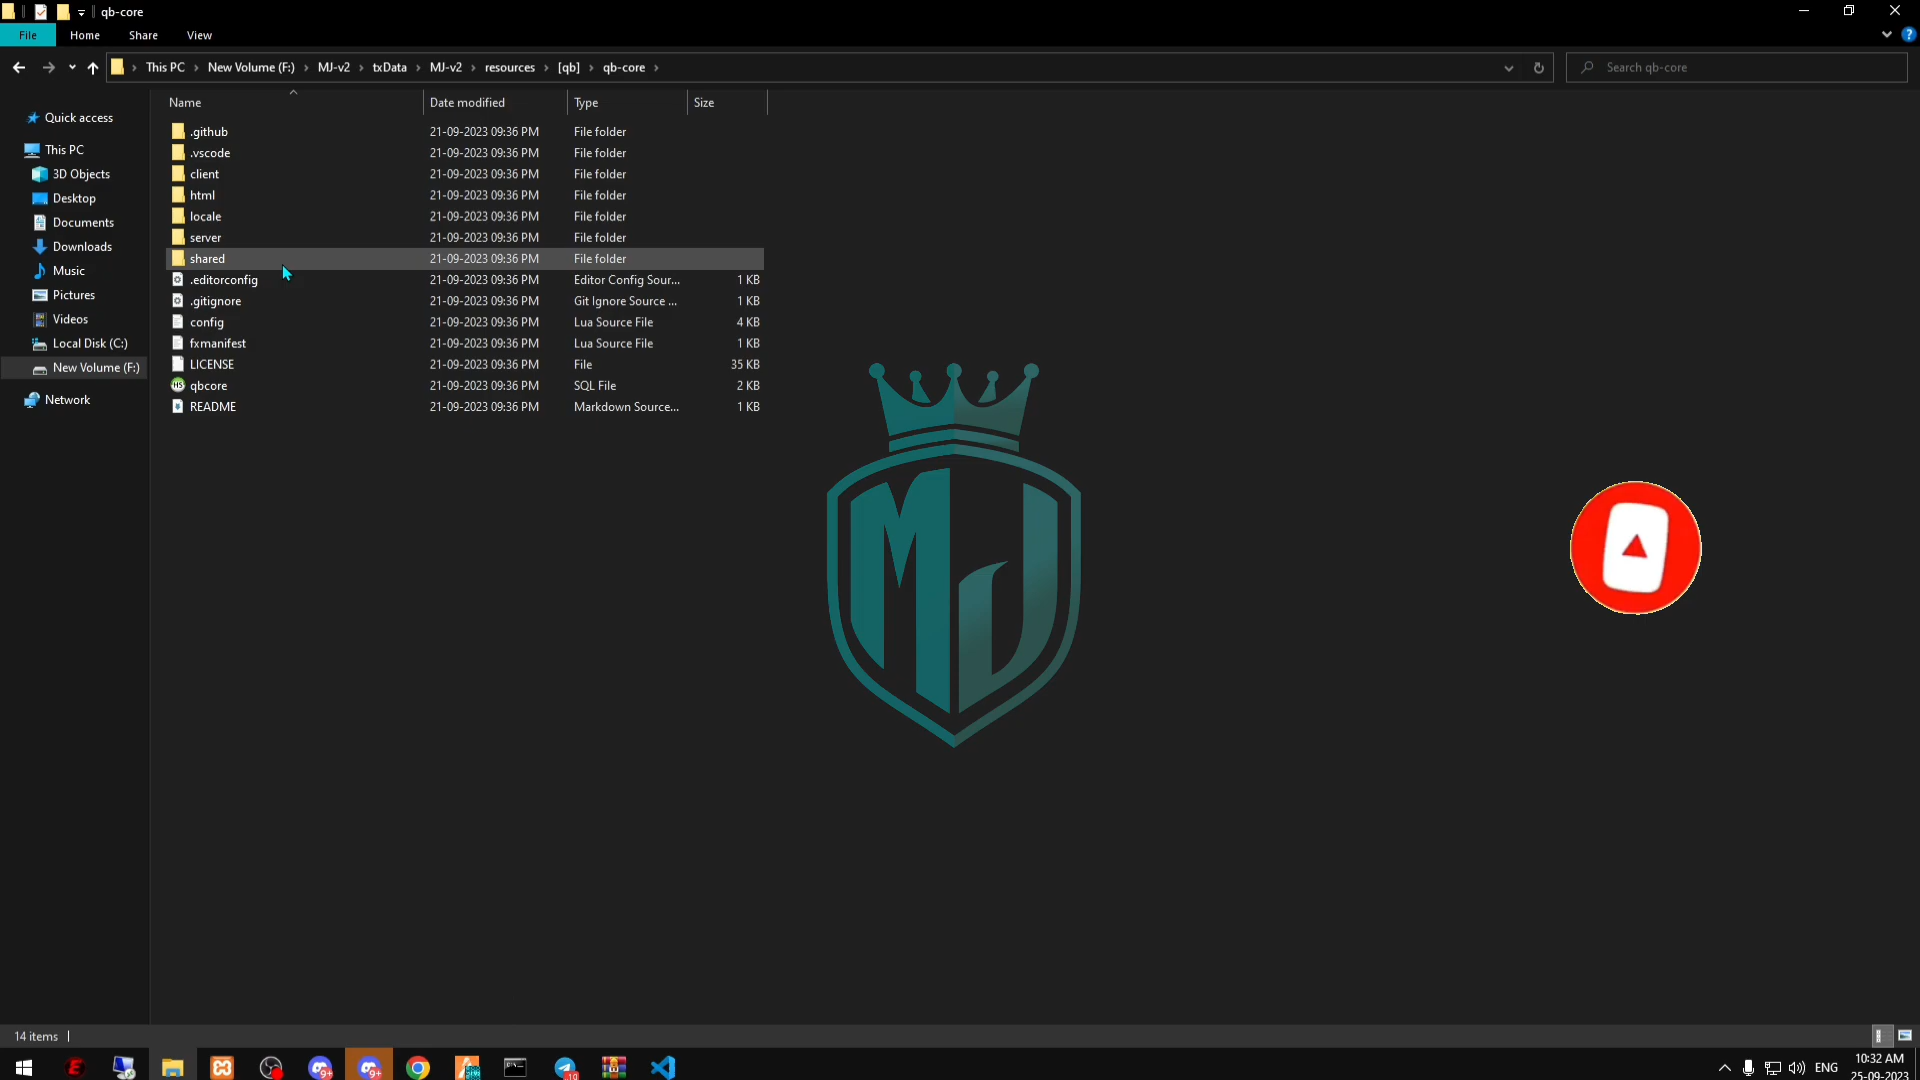 qb-core
File Home Share View
This PC New Volume (F:) MJ-v2 txData MJ-v2 resources [qb] qb-core
Search qb-core
Name Date modified Type Size
Quick access
This PC
3D Objects
Desktop
Documents
Downloads
Music
Pictures
Videos
Local Disk (C:)
New Volume (F:)
Network
.github 21-09-2023 09:36 PM File folder
.vscode 21-09-2023 09:36 PM File folder
client 21-09-2023 09:36 PM File folder
html 21-09-2023 09:36 PM File folder
locale 21-09-2023 09:36 PM File folder
server 21-09-2023 09:36 PM File folder
shared 21-09-2023 09:36 PM File folder
.editorconfig 21-09-2023 09:36 PM Editor Config Sour... 1 KB
.gitignore 21-09-2023 09:36 PM Git Ignore Source ... 1 KB
config 21-09-2023 09:36 PM Lua Source File 4 KB
fxmanifest 21-09-2023 09:36 PM Lua Source File 1 KB
LICENSE 21-09-2023 09:36 PM File 35 KB
qbcore 21-09-2023 09:36 PM SQL File 2 KB
README 21-09-2023 09:36 PM Markdown Source... 1 KB
MJ
14 items
ENG
10:32 AM
25-09-2023